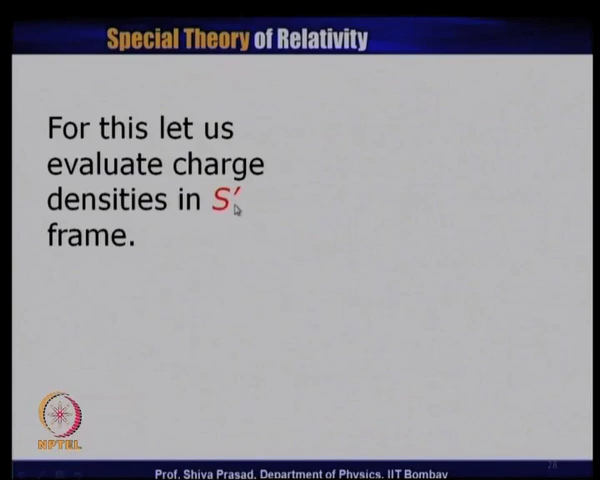 Special Theory of Relativity
For this let us
evaluate charge
densities in S′
frame.
NPTEL
Prof. Shiva Prasad, Department of Physics, IIT Bombay
28